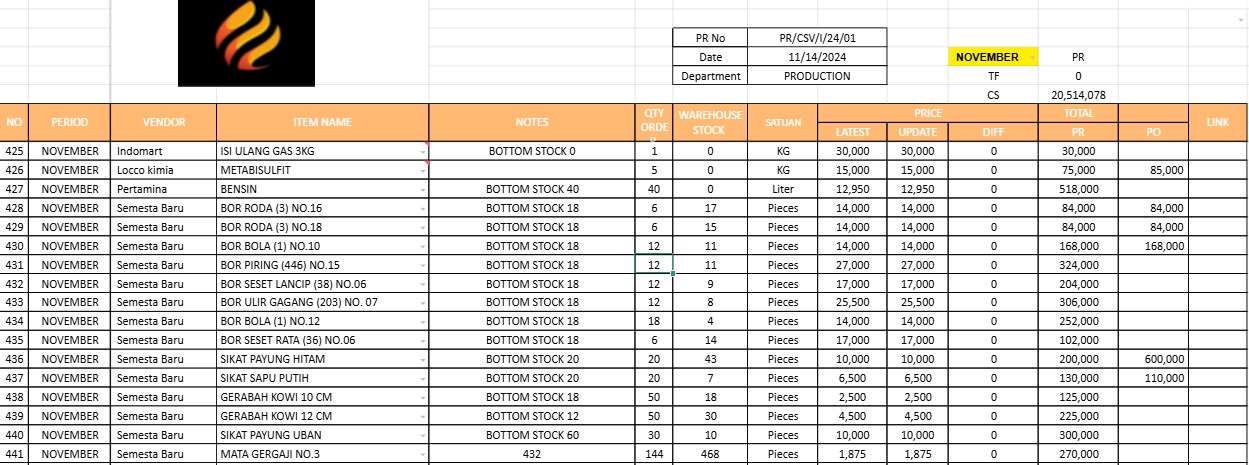 PR No PR/CSV/I/24/01
Date 11/14/2024 NOVEMBER PR
Department PRODUCTION TF 0
CS 20,514,078
NO PERIOD VENDOR ITEM NAME NOTES QTY ORDER WAREHOUSE STOCK SATUAN PRICE TOTAL LINK
LATEST UPDATE DIFF PR PO
425 NOVEMBER Indomart ISI ULANG GAS 3KG BOTTOM STOCK 0 1 0 KG 30,000 30,000 0 30,000
426 NOVEMBER Locco kimia METABISULFIT 5 0 KG 15,000 15,000 0 75,000 85,000
427 NOVEMBER Pertamina BENSIN BOTTOM STOCK 40 40 0 Liter 12,950 12,950 0 518,000
428 NOVEMBER Semesta Baru BOR RODA (3) NO.16 BOTTOM STOCK 18 6 17 Pieces 14,000 14,000 0 84,000 84,000
429 NOVEMBER Semesta Baru BOR RODA (3) NO.18 BOTTOM STOCK 18 6 15 Pieces 14,000 14,000 0 84,000 84,000
430 NOVEMBER Semesta Baru BOR BOLA (1) NO.10 BOTTOM STOCK 18 12 11 Pieces 14,000 14,000 0 168,000 168,000
431 NOVEMBER Semesta Baru BOR PIRING (446) NO.15 BOTTOM STOCK 18 12 11 Pieces 27,000 27,000 0 324,000
432 NOVEMBER Semesta Baru BOR SESET LANCIP (38) NO.06 BOTTOM STOCK 18 12 9 Pieces 17,000 17,000 0 204,000
433 NOVEMBER Semesta Baru BOR ULIR GAGANG (203) NO. 07 BOTTOM STOCK 18 12 8 Pieces 25,500 25,500 0 306,000
434 NOVEMBER Semesta Baru BOR BOLA (1) NO.12 BOTTOM STOCK 18 18 4 Pieces 14,000 14,000 0 252,000
435 NOVEMBER Semesta Baru BOR SESET RATA (36) NO.06 BOTTOM STOCK 18 6 14 Pieces 17,000 17,000 0 102,000
436 NOVEMBER Semesta Baru SIKAT PAYUNG HITAM BOTTOM STOCK 20 20 43 Pieces 10,000 10,000 0 200,000 600,000
437 NOVEMBER Semesta Baru SIKAT SAPU PUTIH BOTTOM STOCK 20 20 7 Pieces 6,500 6,500 0 130,000 110,000
438 NOVEMBER Semesta Baru GERABAH KOWI 10 CM BOTTOM STOCK 18 50 18 Pieces 2,500 2,500 0 125,000
439 NOVEMBER Semesta Baru GERABAH KOWI 12 CM BOTTOM STOCK 12 50 30 Pieces 4,500 4,500 0 225,000
440 NOVEMBER Semesta Baru SIKAT PAYUNG UBAN BOTTOM STOCK 60 30 10 Pieces 10,000 10,000 0 300,000
441 NOVEMBER Semesta Baru MATA GERGAJI NO.3 432 144 468 Pieces 1,875 1,875 0 270,000